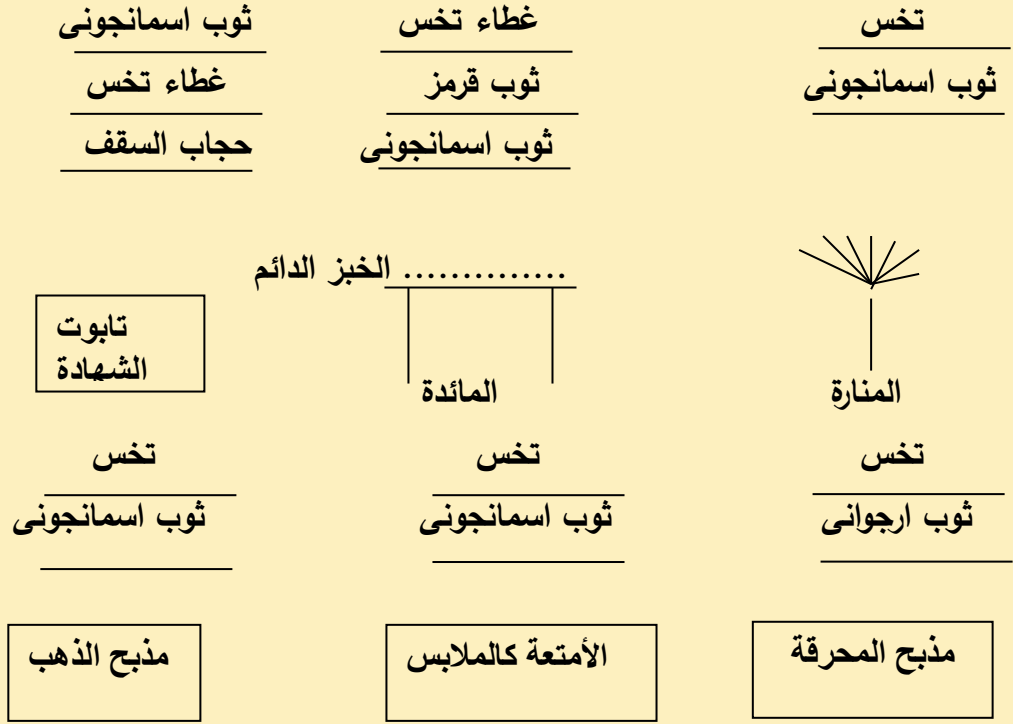 تخس
ثوب اسمانجونى
غطاء تخس
ثوب قرمز
ثوب اسمانجونى
ثوب اسمانجونى
غطاء تخس
حجاب السقف
المنارة
.............. الخبز الدائم
المائدة
تابوت
الشهادة
تخس
ثوب ارجوانى
تخس
ثوب اسمانجونى
تخس
ثوب اسمانجونى
مذبح المحرقة
الأمتعة كالملابس
مذبح الذهب